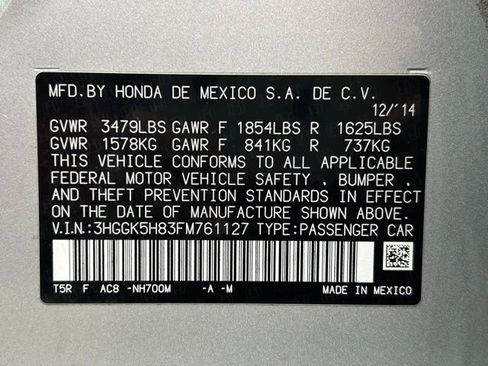 MFD.BY HONDA DE MEXICO S.A. DE C.V.
12/'14
GVWR 3479LBS GAWR F 1854LBS R 1625LBS
GVWR 1578KG GAWR F 841KG R 737KG
THIS VEHICLE CONFORMS TO ALL APPLICABLE
FEDERAL MOTOR VEHICLE SAFETY , BUMPER ,
AND THEFT PREVENTION STANDARDS IN EFFECT
ON THE DATE OF MANUFACTURE SHOWN ABOVE.
V.I.N.:3HGGK5H83FM761127 TYPE:PASSENGER CAR
T5R F AC8 -NH700M -A -M MADE IN MEXICO